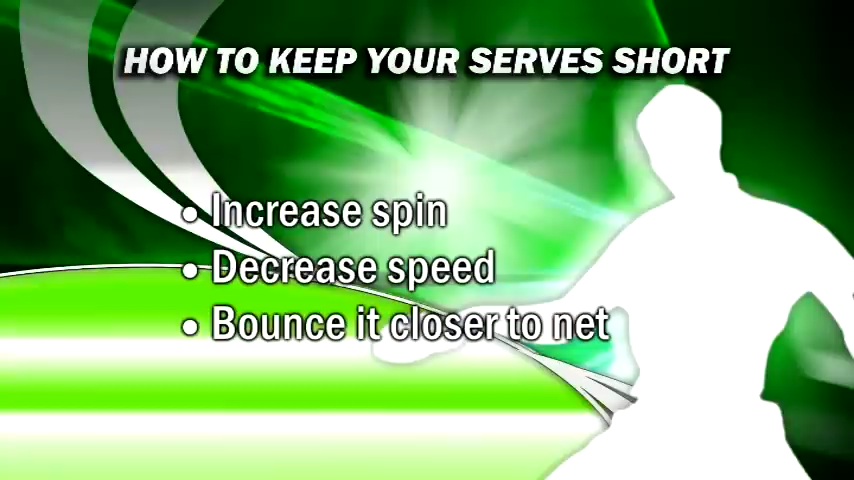 HOW TO KEEP YOUR SERVES SHORT
• Increase spin
• Decrease speed
• Bounce it closer to net